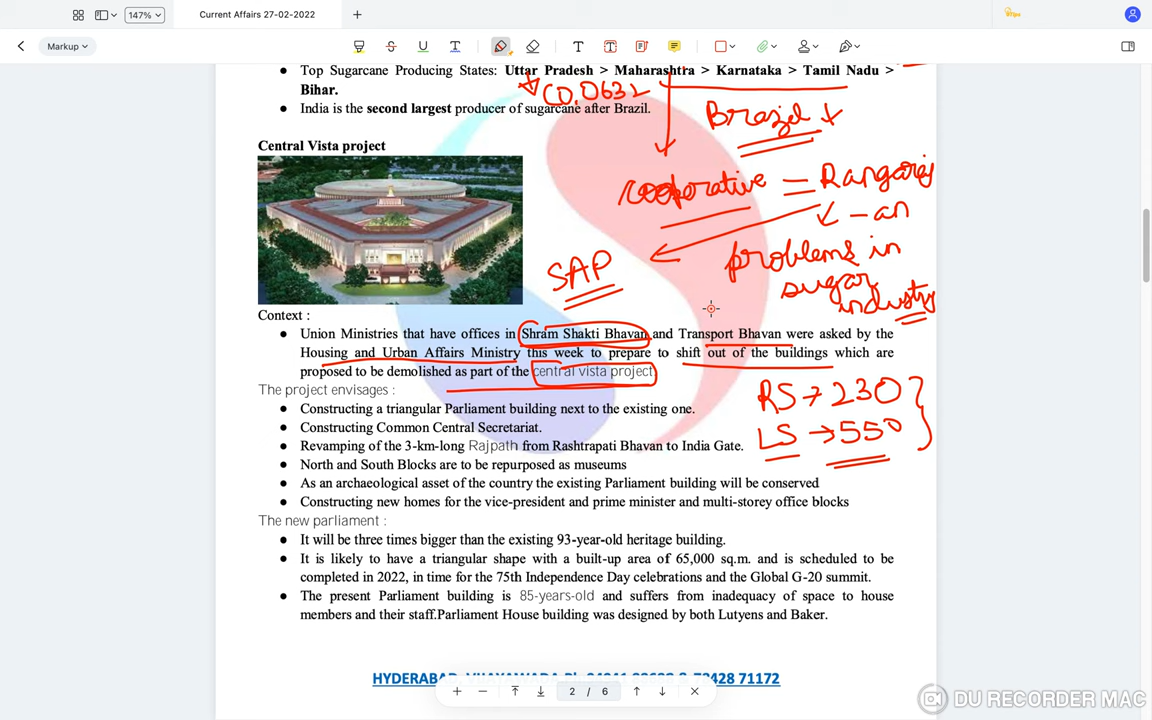 147%
Current Affairs 27-02-2022
Markup
Top Sugarcane Producing States: Uttar Pradesh > Maharashtra > Karnataka > Tamil Nadu >
Bihar.
C0.0632
India is the second largest producer of sugarcane after Brazil.
Brazil
Central Vista project
cooperative = Rangaraj
- an
problems in
SAP
sugar
industry
Context :
Union Ministries that have offices in Shram Shakti Bhavan and Transport Bhavan were asked by the
Housing and Urban Affairs Ministry this week to prepare to shift out of the buildings which are
proposed to be demolished as part of the central vista project.
The project envisages :
RS → 230
Constructing a triangular Parliament building next to the existing one.
Constructing Common Central Secretariat.
LS → 550
Revamping of the 3-km-long Rajpath from Rashtrapati Bhavan to India Gate.
North and South Blocks are to be repurposed as museums
As an archaeological asset of the country the existing Parliament building will be conserved
Constructing new homes for the vice-president and prime minister and multi-storey office blocks
The new parliament :
It will be three times bigger than the existing 93-year-old heritage building.
It is likely to have a triangular shape with a built-up area of 65,000 sq.m. and is scheduled to be
completed in 2022, in time for the 75th Independence Day celebrations and the Global G-20 summit.
The present Parliament building is 85-years-old and suffers from inadequacy of space to house
members and their staff.Parliament House building was designed by both Lutyens and Baker.
HYDERABAD
428 71172
2 / 6
DU RECORDER MAC